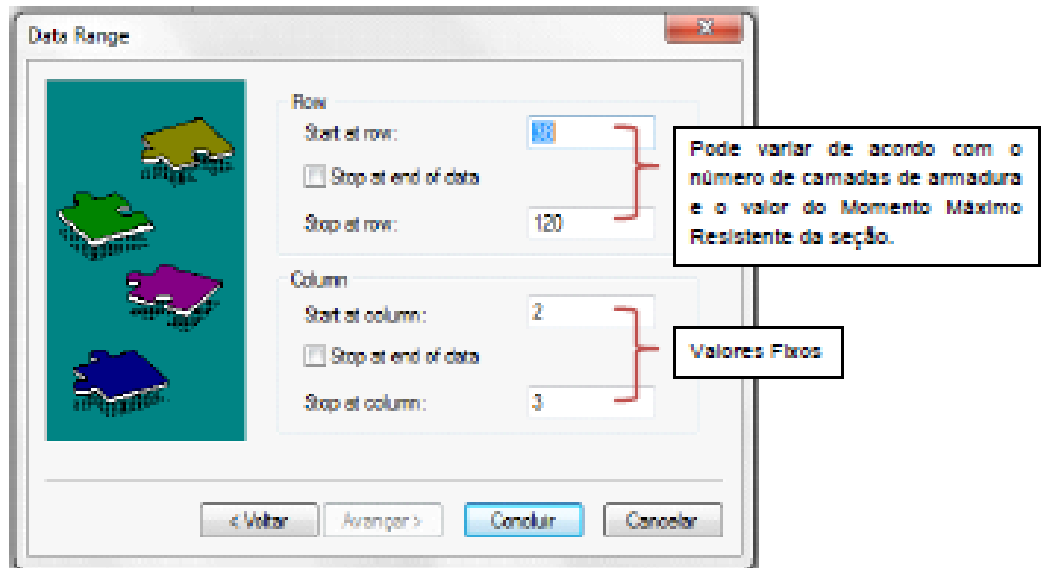 Data Range
Row
Start at row:
Stop at end of data
Stop at row:
120
Pode variar de acordo com o
número de camadas de armadura
e o valor do Momento Máximo
Resistente da seção.
Column
Start at column:
2
Stop at end of data
Stop at column:
3
Valores Fixos
< Voltar
Avançar >
Concluir
Cancelar